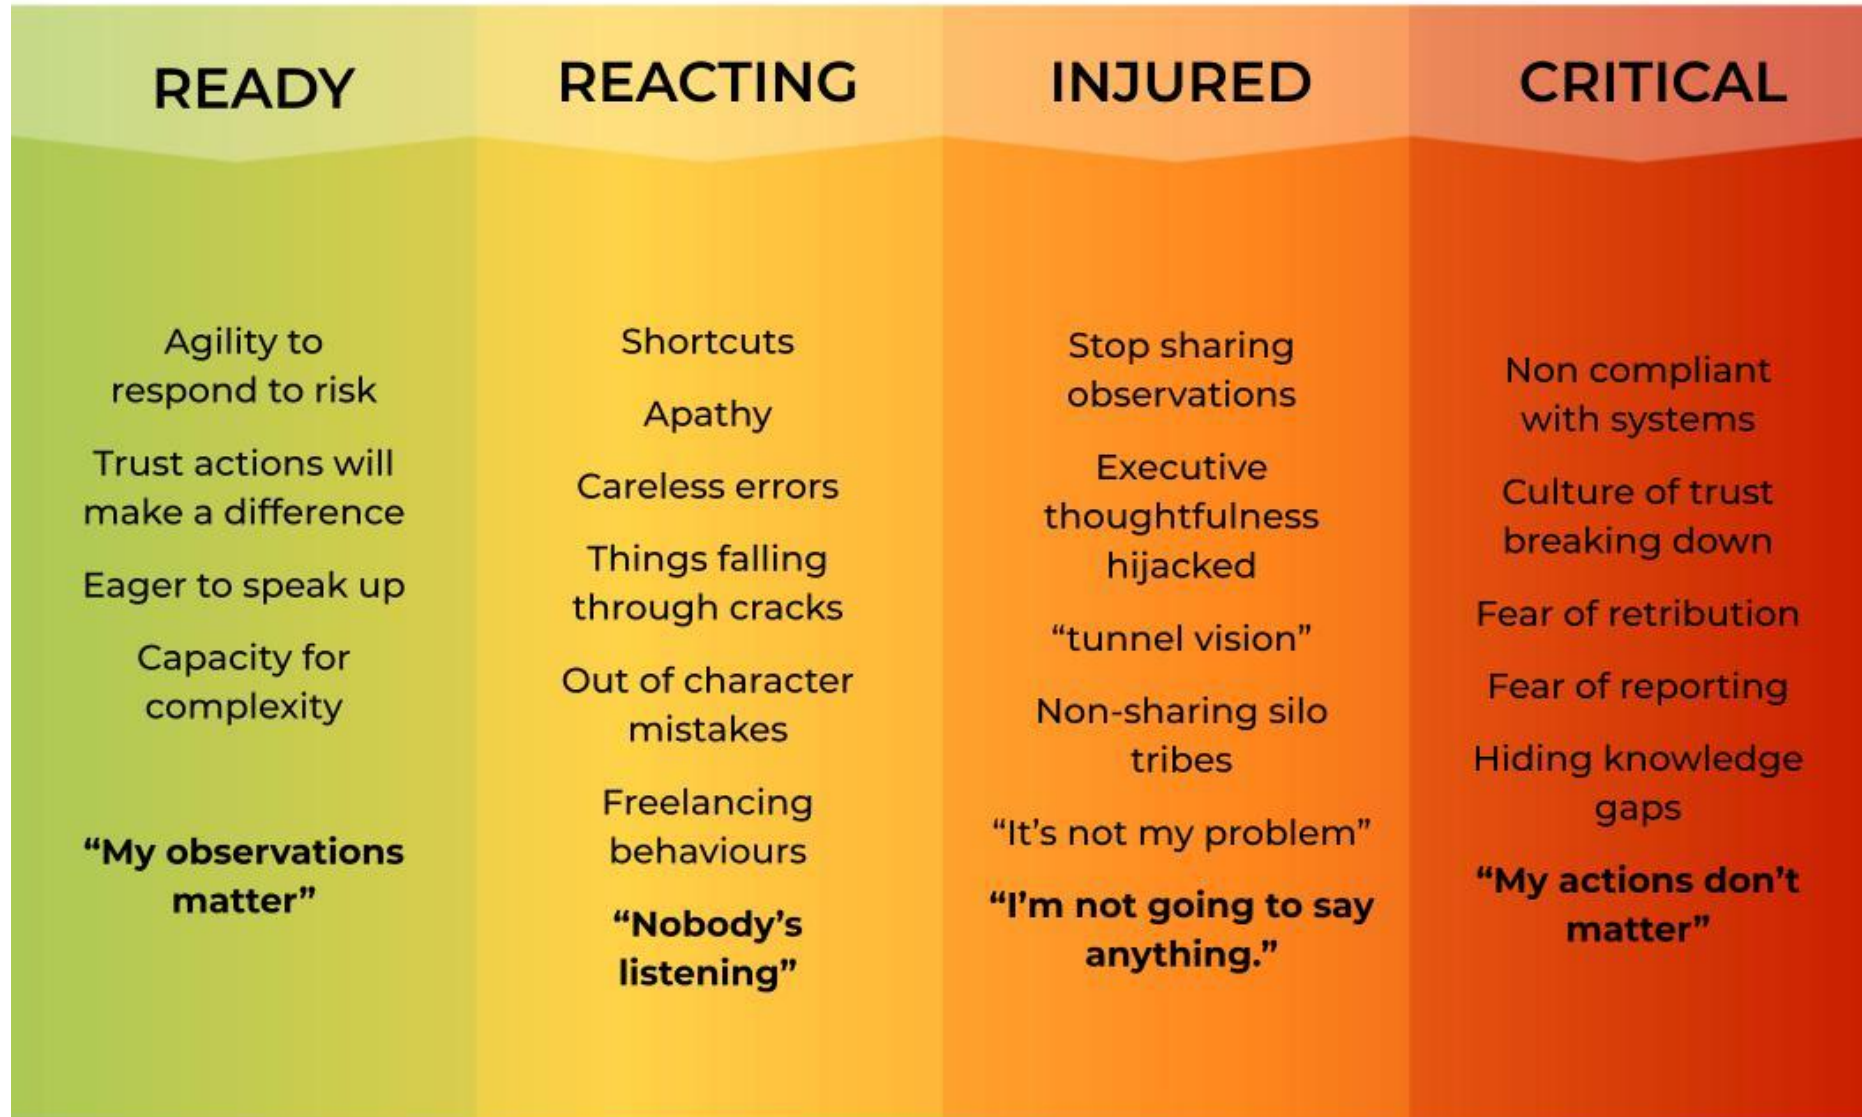 READY
Agility to
respond to risk
Trust actions will
make a difference
Eager to speak up
Capacity for
complexity
“My observations
matter”
REACTING
Shortcuts
Apathy
Careless errors
Things falling
through cracks
Out of character
mistakes
Freelancing
behaviours
“Nobody’s
listening”
INJURED
Stop sharing
observations
Executive
thoughtfulness
hijacked
“tunnel vision”
Non-sharing silo
tribes
“It’s not my problem”
“I’m not going to say
anything.”
CRITICAL
Non compliant
with systems
Culture of trust
breaking down
Fear of retribution
Fear of reporting
Hiding knowledge
gaps
“My actions don’t
matter”